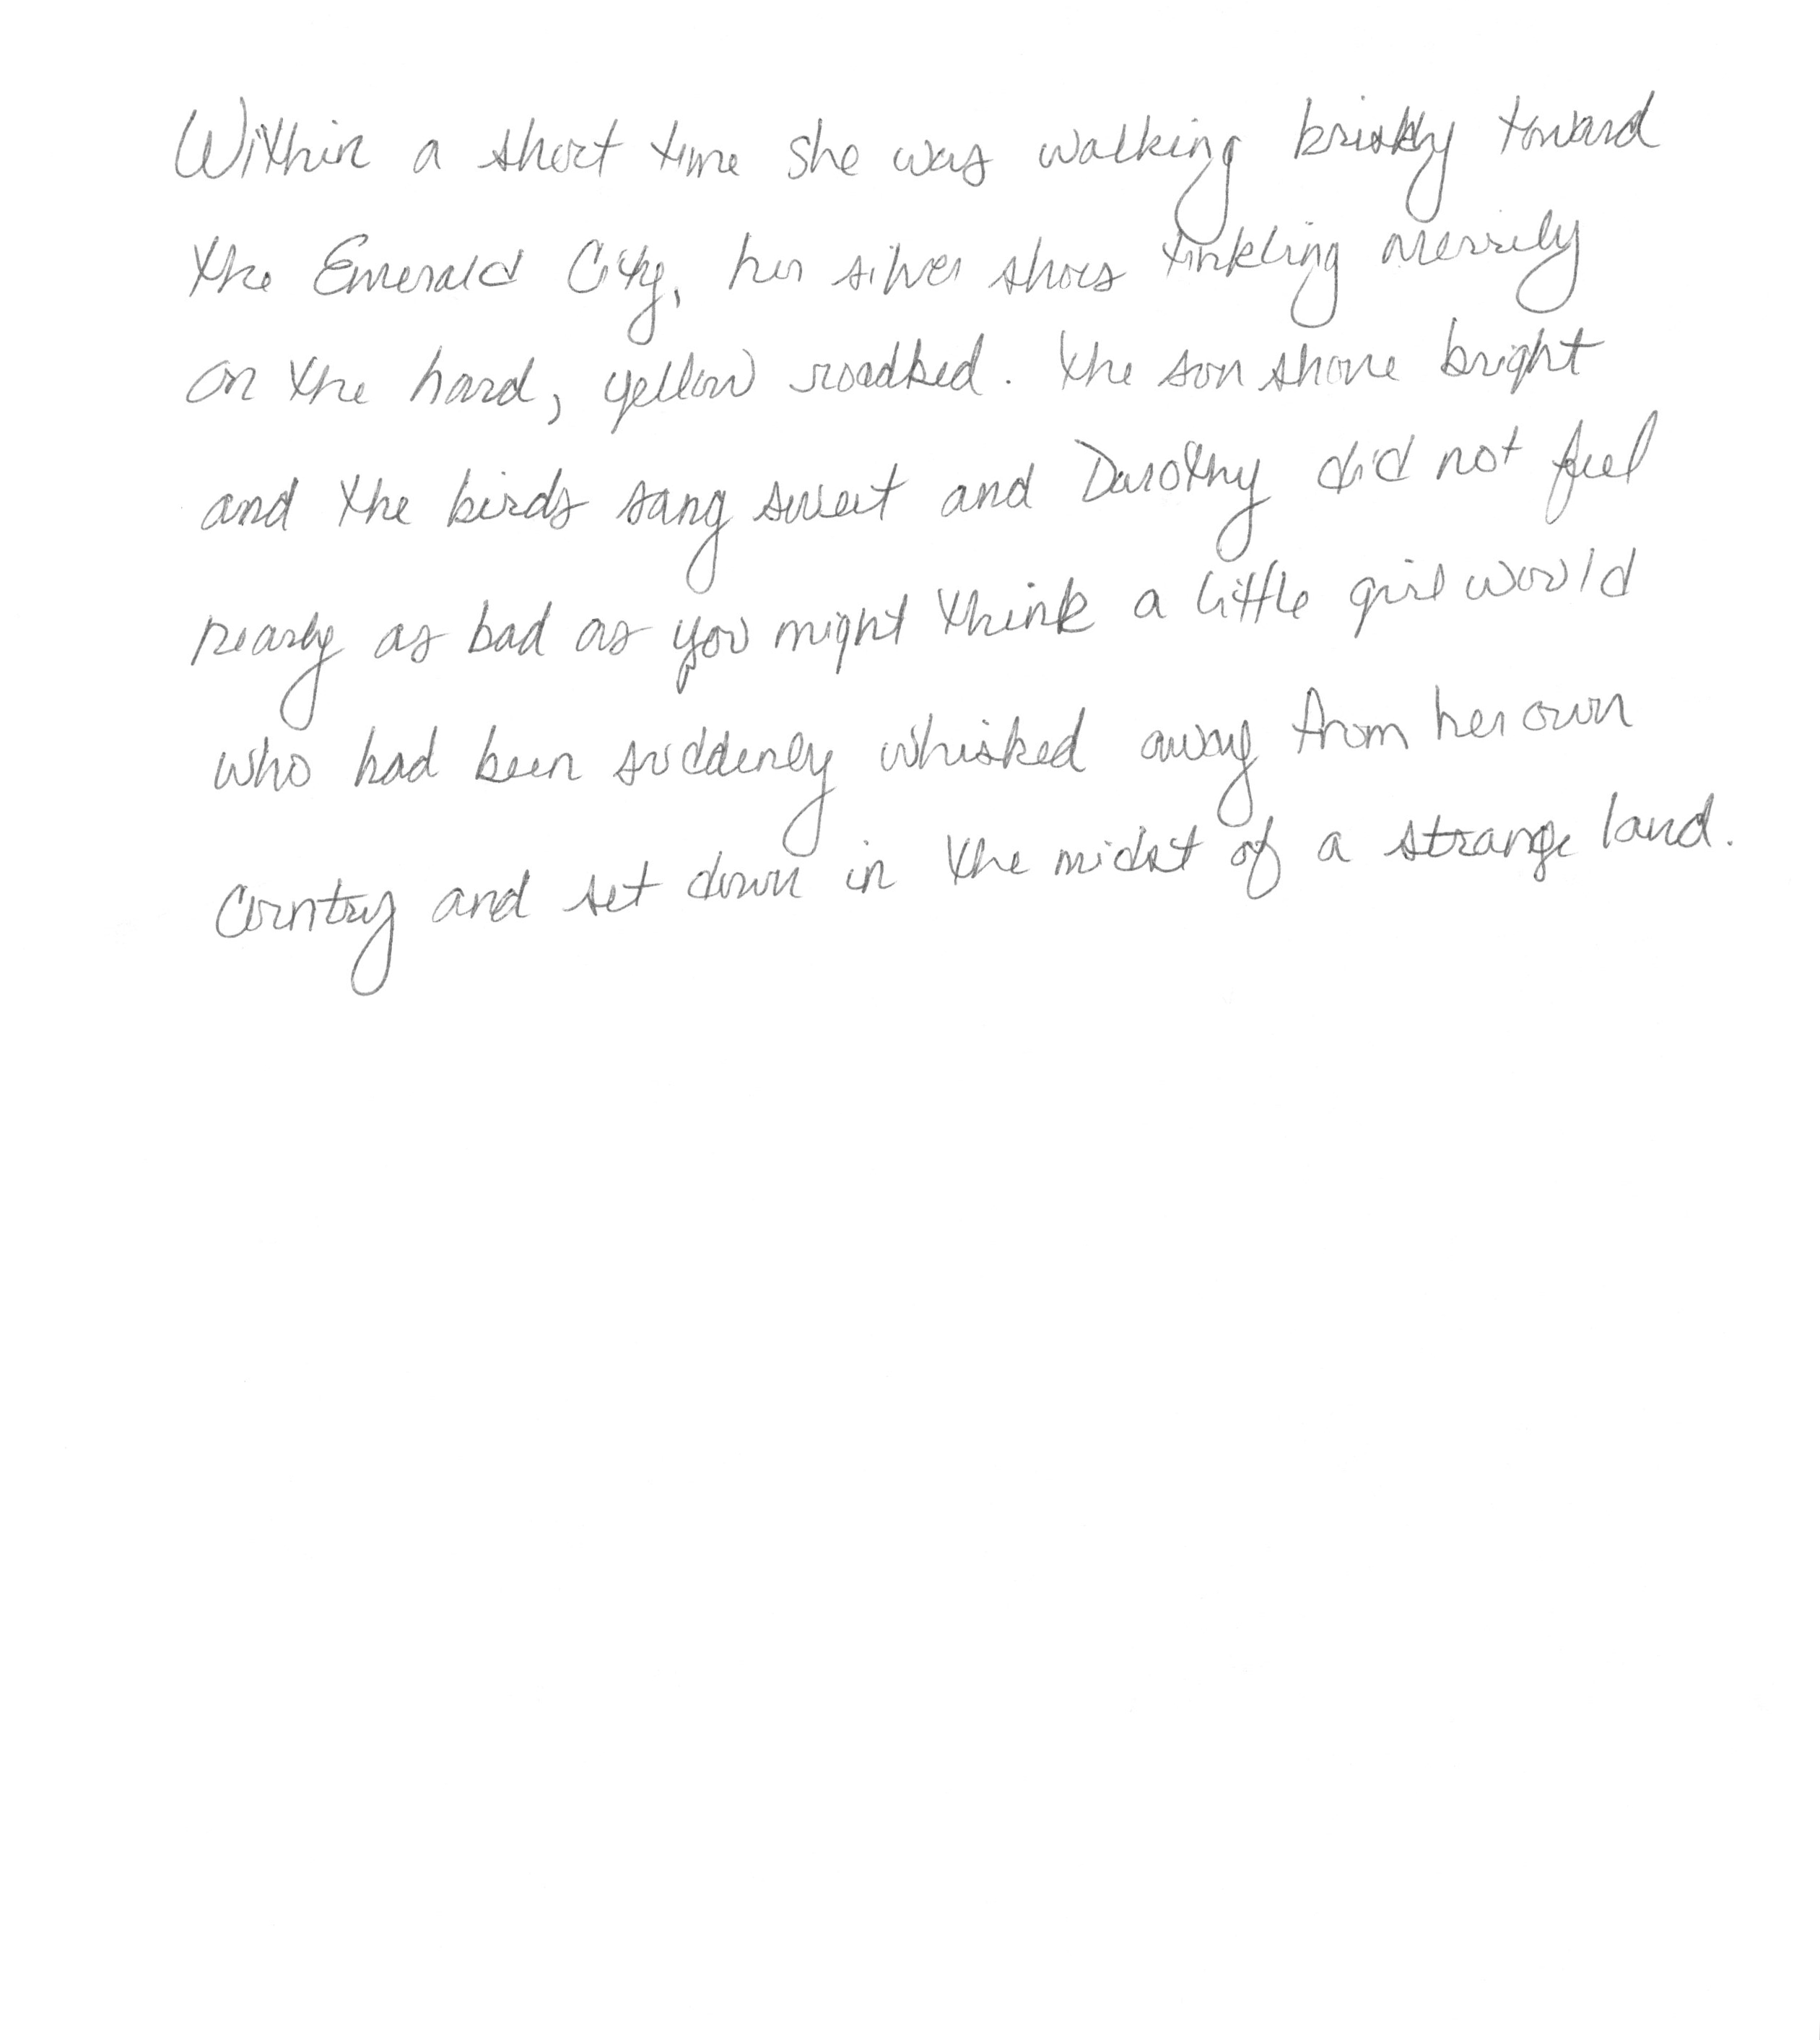 Within a short time she was walking briskly toward
the Emerald City, her silver shoes tinkling merrily
on the hard, yellow roadbed. The sun shone bright
and the birds sang sweet and Dorothy did not feel
nearly as bad as you might think a little girl would
who had been suddenly whisked away from her own
country and set down in the midst of a strange land.